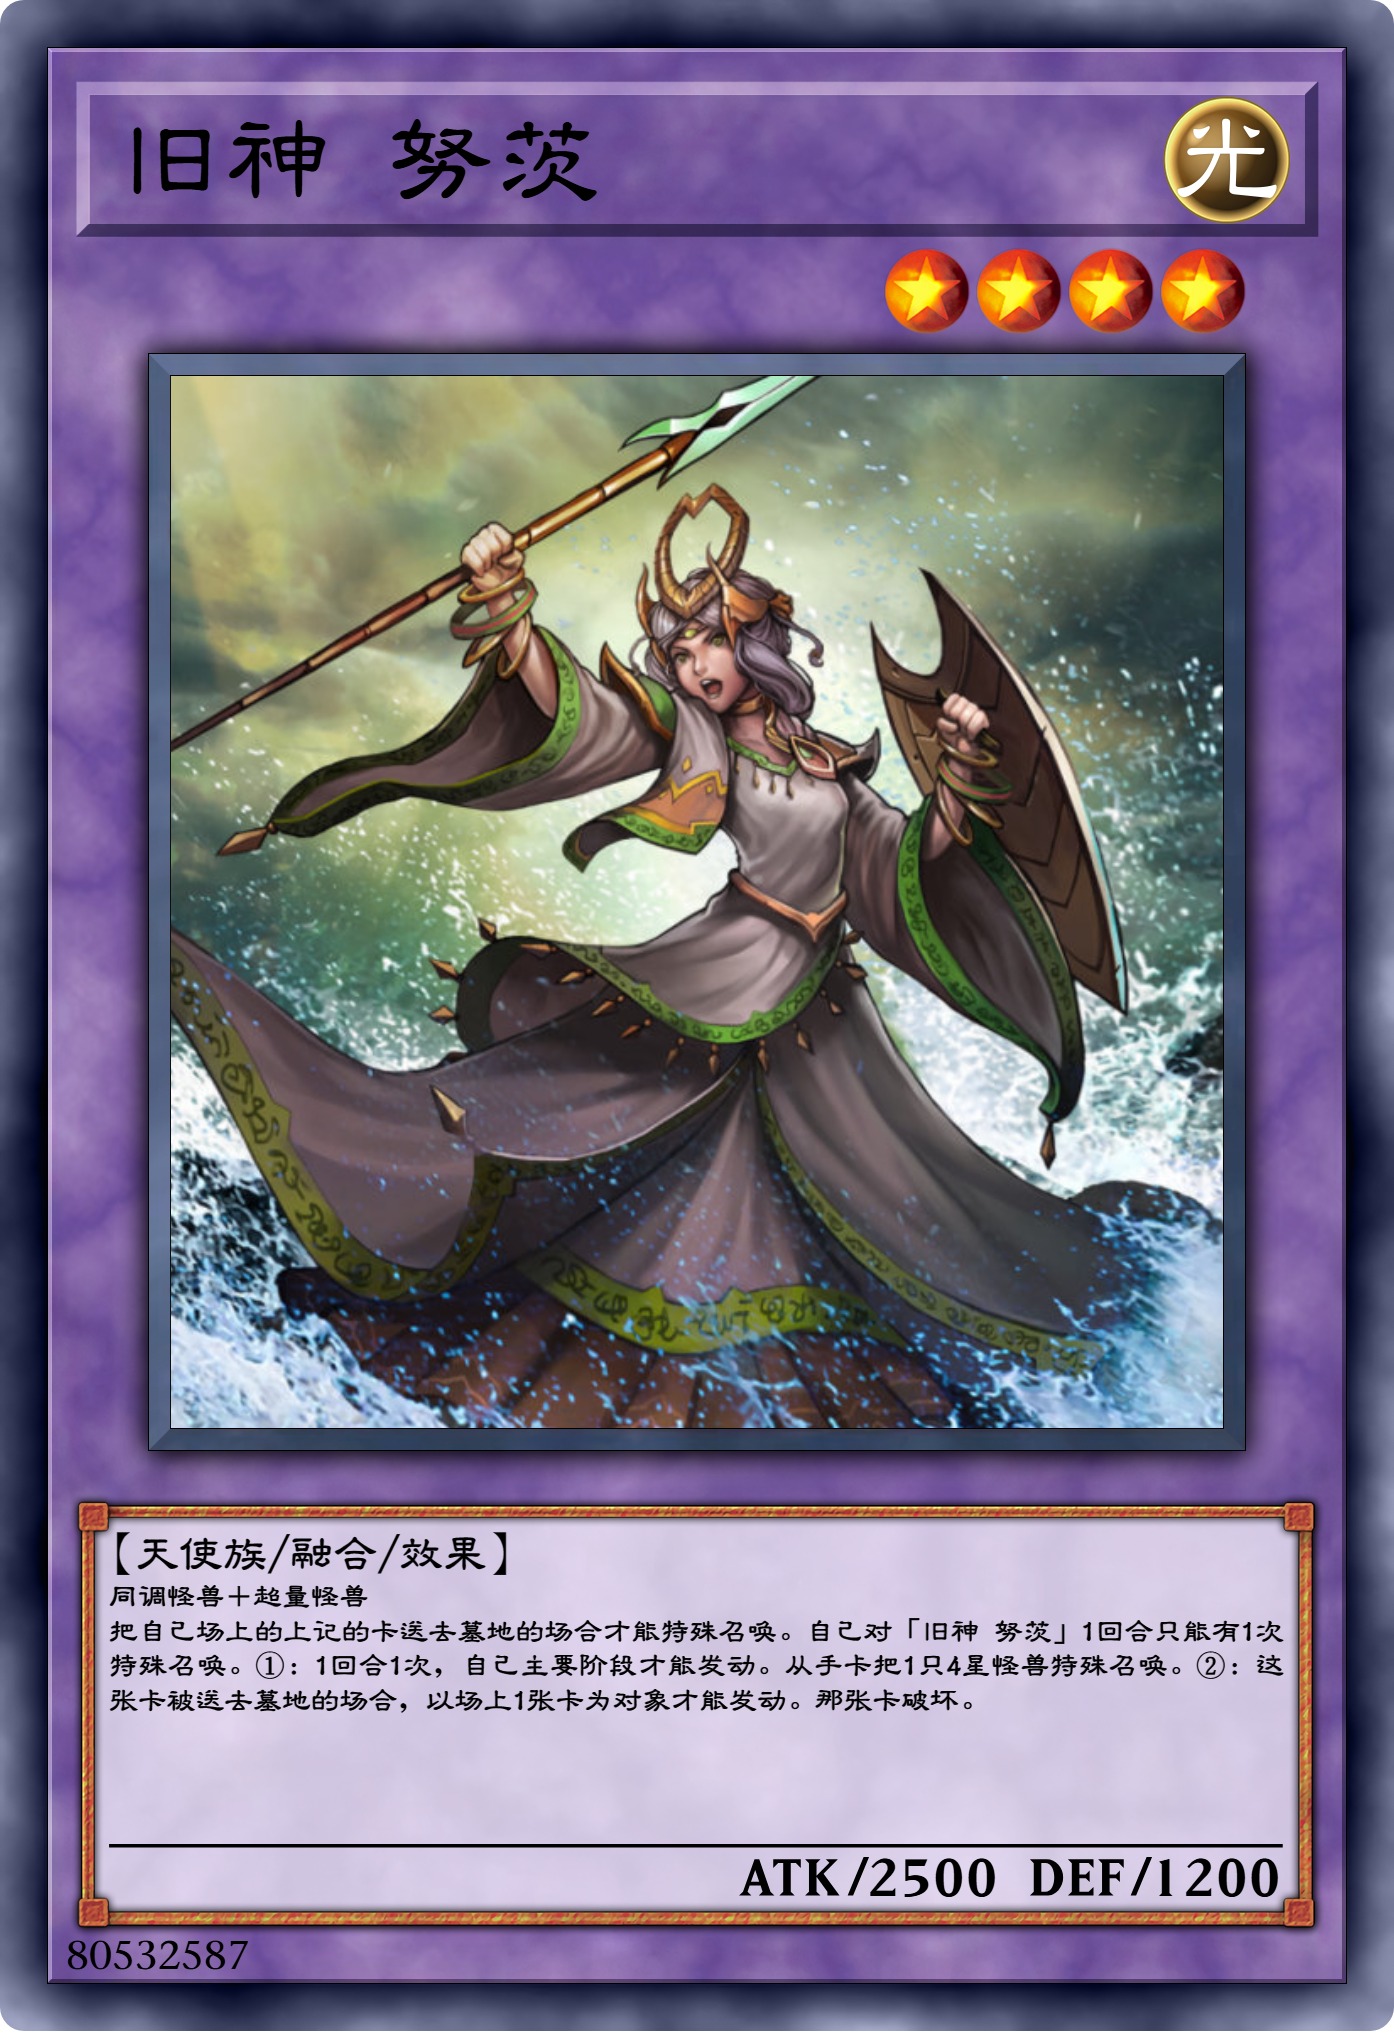 旧神 努茨
光
【天使族/融合/效果】
同调怪兽＋超量怪兽
把自己场上的上记的卡送去墓地的场合才能特殊召唤。自己对「旧神 努茨」1回合只能有1次
特殊召唤。①：1回合1次，自己主要阶段才能发动。从手卡把1只4星怪兽特殊召唤。②：这
张卡被送去墓地的场合，以场上1张卡为对象才能发动。那张卡破坏。
ATK/2500 DEF/1200
80532587